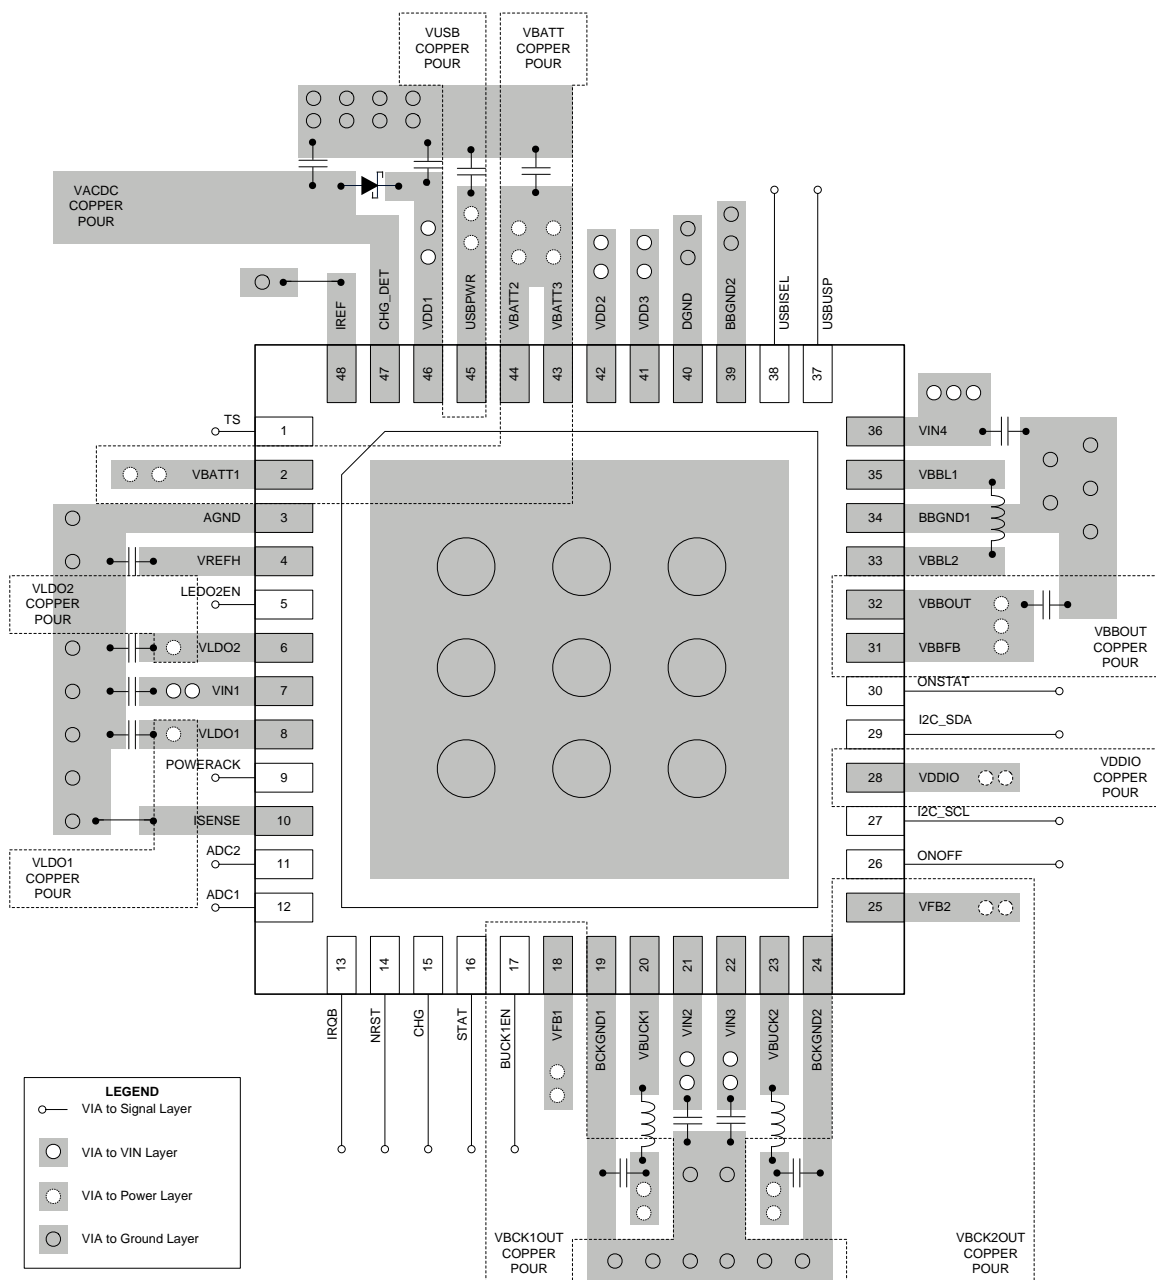 VUSB
COPPER
POUR
VBATT
COPPER
POUR
VACDC
COPPER
POUR
IREF
CHG_DET
VDD1
USBPWR
VBATT2
VBATT3
VDD2
VDD3
DGND
BBGND2
USBISEL
USBUSP
48
47
46
45
44
43
42
41
40
39
38
37
TS
1
VBATT1
2
AGND
3
VREFH
4
LEDO2EN
5
VLDO2
6
VIN1
7
VLDO1
8
POWERACK
9
ISENSE
10
ADC2
11
ADC1
12
VLDO2
COPPER
POUR
VLDO1
COPPER
POUR
36
VIN4
35
VBBL1
34
BBGND1
33
VBBL2
32
VBBOUT
31
VBBFB
30
ONSTAT
29
I2C_SDA
28
VDDIO
27
I2C_SCL
26
ONOFF
25
VFB2
VBBOUT
COPPER
POUR
VDDIO
COPPER
POUR
13
14
15
16
17
18
19
20
21
22
23
24
IRQB
NRST
CHG
STAT
BUCK1EN
VFB1
BCKGND1
VBUCK1
VIN2
VIN3
VBUCK2
BCKGND2
VBCK1OUT
COPPER
POUR
VBCK2OUT
COPPER
POUR
LEGEND
VIA to Signal Layer
VIA to VIN Layer
VIA to Power Layer
VIA to Ground Layer